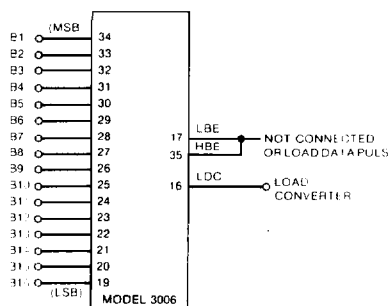 (MSB
B1 34
B2 33
B3 32
B4 31
B5 30
B6 29
B7 28
B8 27
B9 26
25
24
23
22
21
20
19
(LSB)
MODEL 3006
17 LBE
35 HBE
16 LDC
NOT CONNECTED
OR LOAD DATA PULS
LOAD
CONVERTER